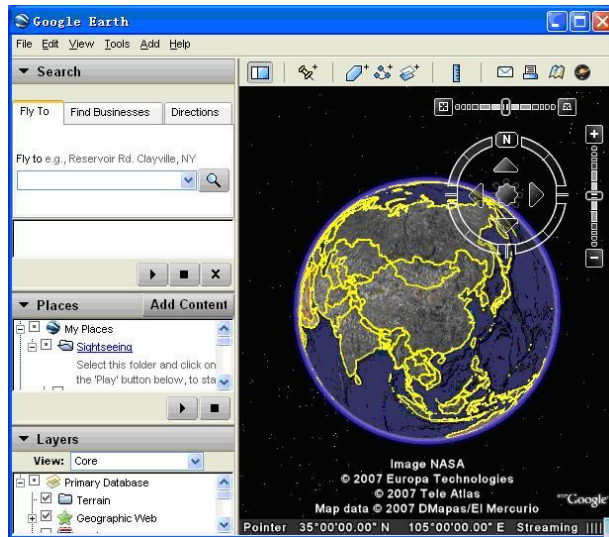 Google Earth
File Edit View Tools Add Help
Search
Fly To Find Businesses Directions
Fly to e.g., Reservoir Rd. Clayville, NY
Places Add Content
My Places
Sightseeing
Select this folder and click on
the 'Play' button below, to sta
Layers
View: Core
Primary Database
Terrain
Geographic Web
N
Image NASA
© 2007 Europa Technologies
© 2007 Tele Atlas
Map data © 2007 DMapas/El Mercurio
Google
Pointer 35°00'00.00" N 105°00'00.00" E Streaming ||||